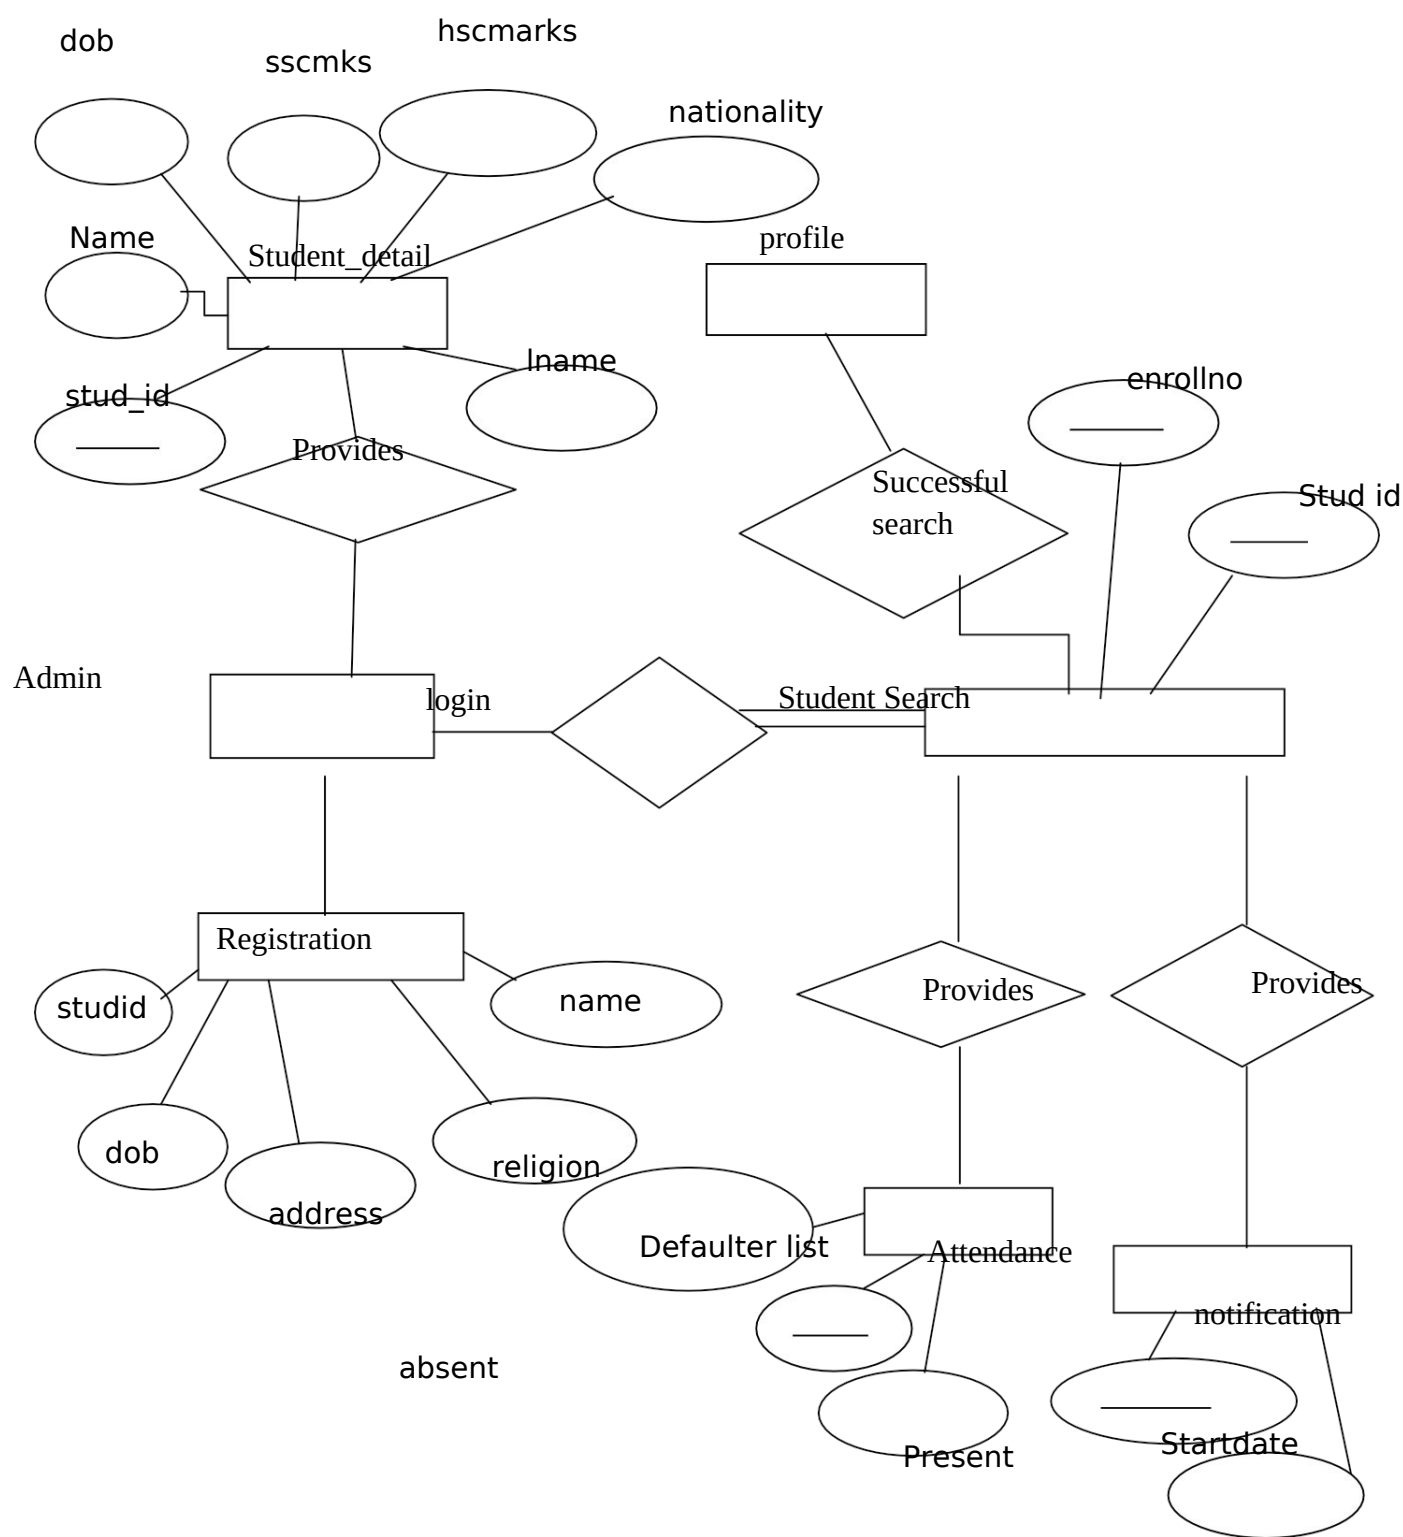 hscmarks
dob
sscmks
nationality
Name
profile
Student_detail
lname
enrollno
stud_id
Provides
Successful
search
Stud id
Admin
login
Student Search
Registration
studid
name
Provides
Provides
dob
religion
address
Defaulter list
Attendance
notification
absent
Startdate
Present